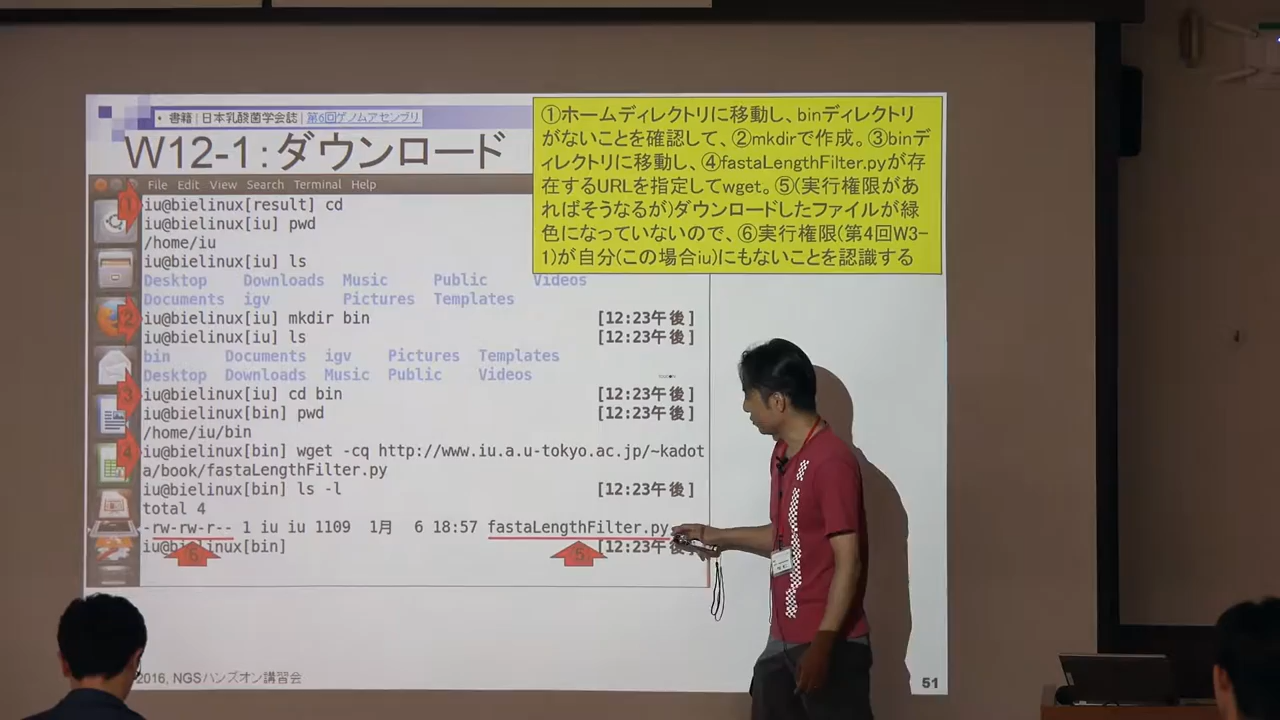 ・書籍 | 日本乳酸菌学会誌 | 第6回ゲノムアセンブリ
W12-1：ダウンロード
①ホームディレクトリに移動し、binディレクトリ
がないことを確認して、②mkdirで作成。③binデ
ィレクトリに移動し、④fastaLengthFilter.pyが存
在するURLを指定してwget。⑤(実行権限があ
ればそうなるが)ダウンロードしたファイルが緑
色になっていないので、⑥実行権限(第4回W3-
1)が自分(この場合iu)にもないことを認識する
File Edit View Search Terminal Help
iu@bielinux[result] cd
iu@bielinux[iu] pwd
/home/iu
iu@bielinux[iu] ls
Desktop Downloads Music Public Videos
Documents igv Pictures Templates
iu@bielinux[iu] mkdir bin [12:23午後]
iu@bielinux[iu] ls [12:23午後]
bin Documents igv Pictures Templates
Desktop Downloads Music Public Videos
iu@bielinux[iu] cd bin [12:23午後]
iu@bielinux[bin] pwd [12:23午後]
/home/iu/bin
iu@bielinux[bin] wget -cq http://www.iu.a.u-tokyo.ac.jp/~kadot
a/book/fastaLengthFilter.py
iu@bielinux[bin] ls -l [12:23午後]
total 4
-rw-rw-r-- 1 iu iu 1109 1月 6 18:57 fastaLengthFilter.py
iu@bielinux[bin] [12:23午後]
①
②
③
④
⑥ ⑤
2016, NGSハンズオン講習会
51